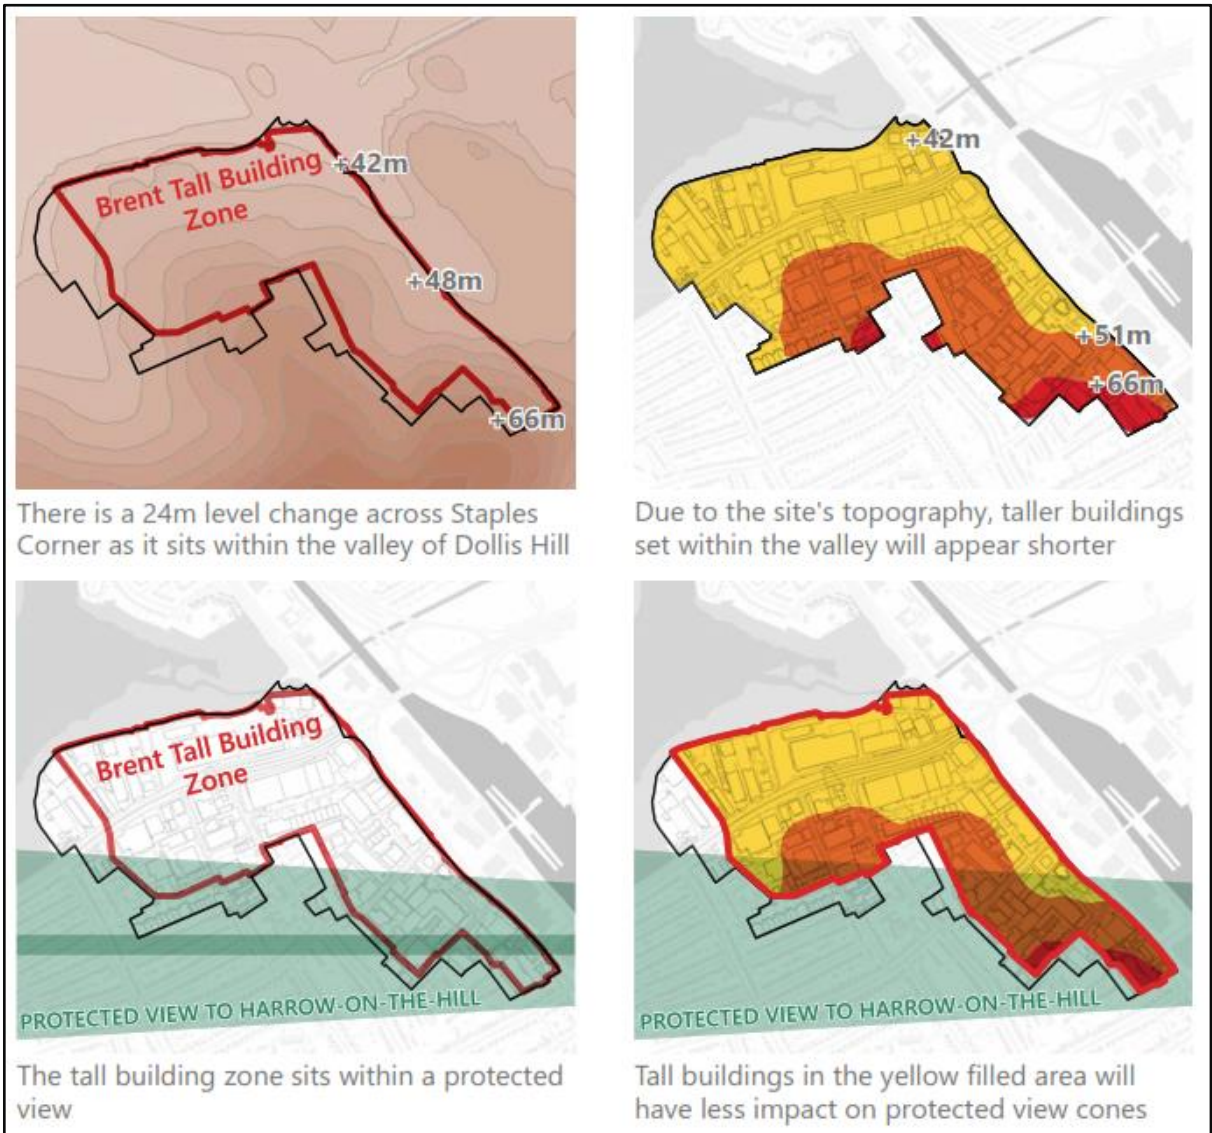 +42m
Brent Tall Building
Zone
+48m
+66m
There is a 24m level change across Staples
Corner as it sits within the valley of Dollis Hill
+42m
+51m
+66m
Due to the site's topography, taller buildings
set within the valley will appear shorter
Brent Tall Building
Zone
PROTECTED VIEW TO HARROW-ON-THE-HILL
The tall building zone sits within a protected
view
PROTECTED VIEW TO HARROW-ON-THE-HILL
Tall buildings in the yellow filled area will
have less impact on protected view cones